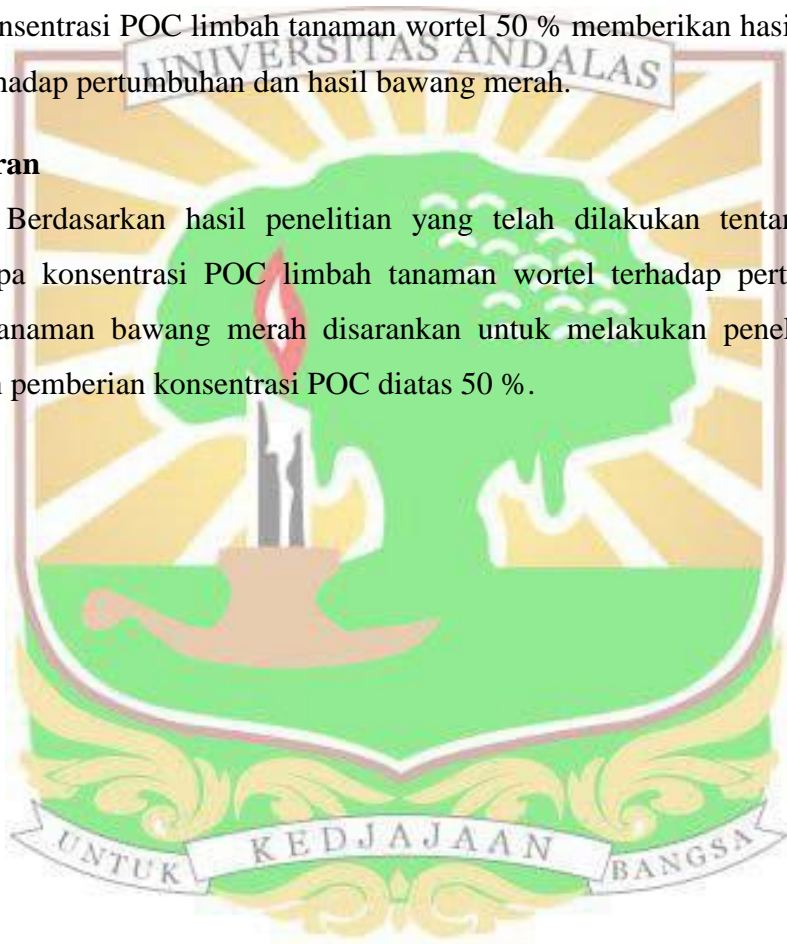 nsentrasi POC limbah tanaman wortel 50 % memberikan hasi
UNIVERSITAS ANDALAS
hadap pertumbuhan dan hasil bawang merah.
ran
Berdasarkan hasil penelitian yang telah dilakukan tentar
pa konsentrasi POC limbah tanaman wortel terhadap pert
anaman bawang merah disarankan untuk melakukan penel
n pemberian konsentrasi POC diatas 50 %.
UNTUK KEDJAJAAN BANGSA